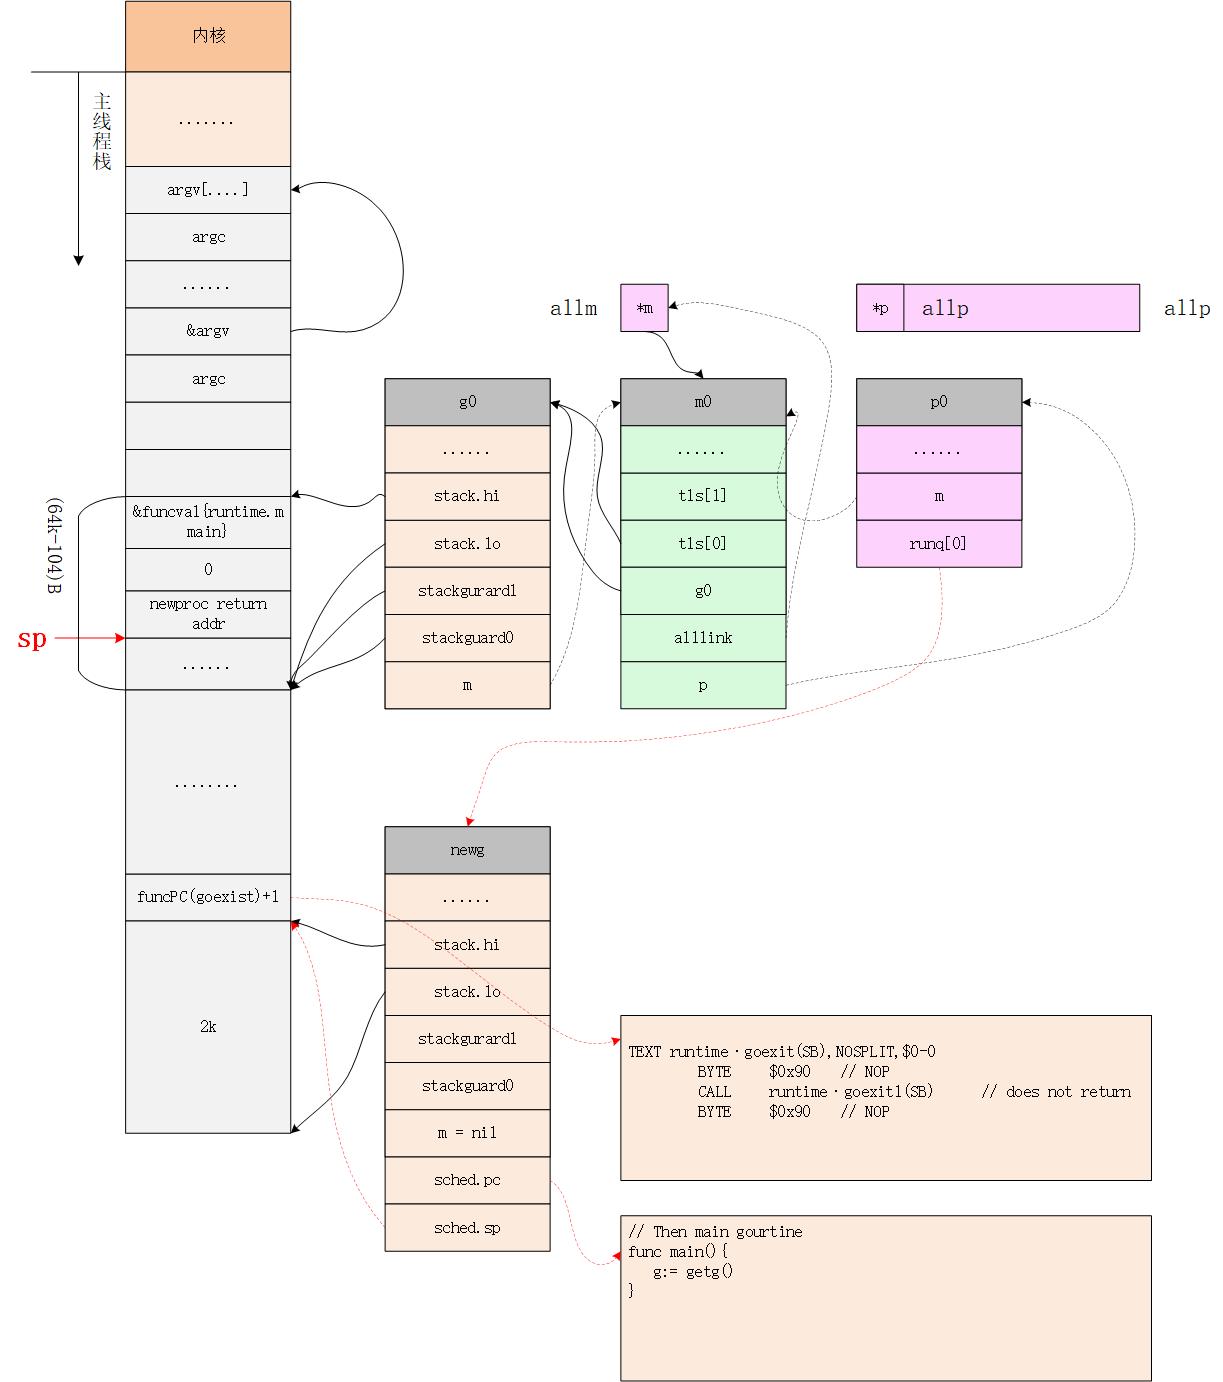 内核
主线程栈
.......
argv[....]
argc
......
&argv
argc
allm
*m
*p
allp
allp
g0
......
stack.hi
stack.lo
stackgurard1
stackguard0
m
m0
......
tls[1]
tls[0]
g0
alllink
p
p0
......
m
runq[0]
(64k-104)B
&funcval{runtime.m
main}
0
newproc return
addr
sp
......
........
funcPC(goexist)+1
2k
newg
......
stack.hi
stack.lo
stackgurard1
stackguard0
m = nil
sched.pc
sched.sp
TEXT runtime·goexit(SB),NOSPLIT,$0-0
BYTE $0x90 // NOP
CALL runtime·goexit1(SB) // does not return
BYTE $0x90 // NOP
// Then main gourtine
func main(){
g:= getg()
}